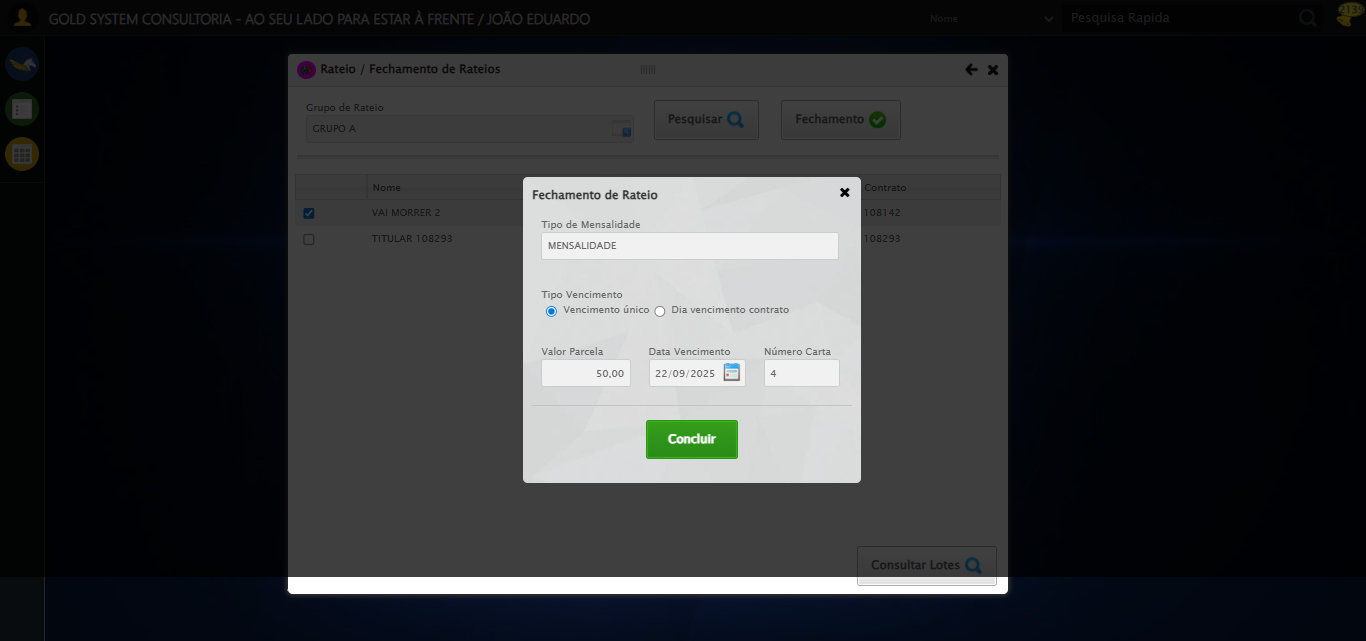 GOLD SYSTEM CONSULTORIA - AO SEU LADO PARA ESTAR À FRENTE / JOÃO EDUARDO
Nome
Pesquisa Rapida
Rateio / Fechamento de Rateios
Grupo de Rateio
GRUPO A
Pesquisar
Fechamento
Nome
Contrato
VAI MORRER 2
108142
TITULAR 108293
108293
Fechamento de Rateio
Tipo de Mensalidade
MENSALIDADE
Tipo Vencimento
Vencimento único
Dia vencimento contrato
Valor Parcela
Data Vencimento
Número Carta
50,00
22/09/2025
4
Concluir
Consultar Lotes